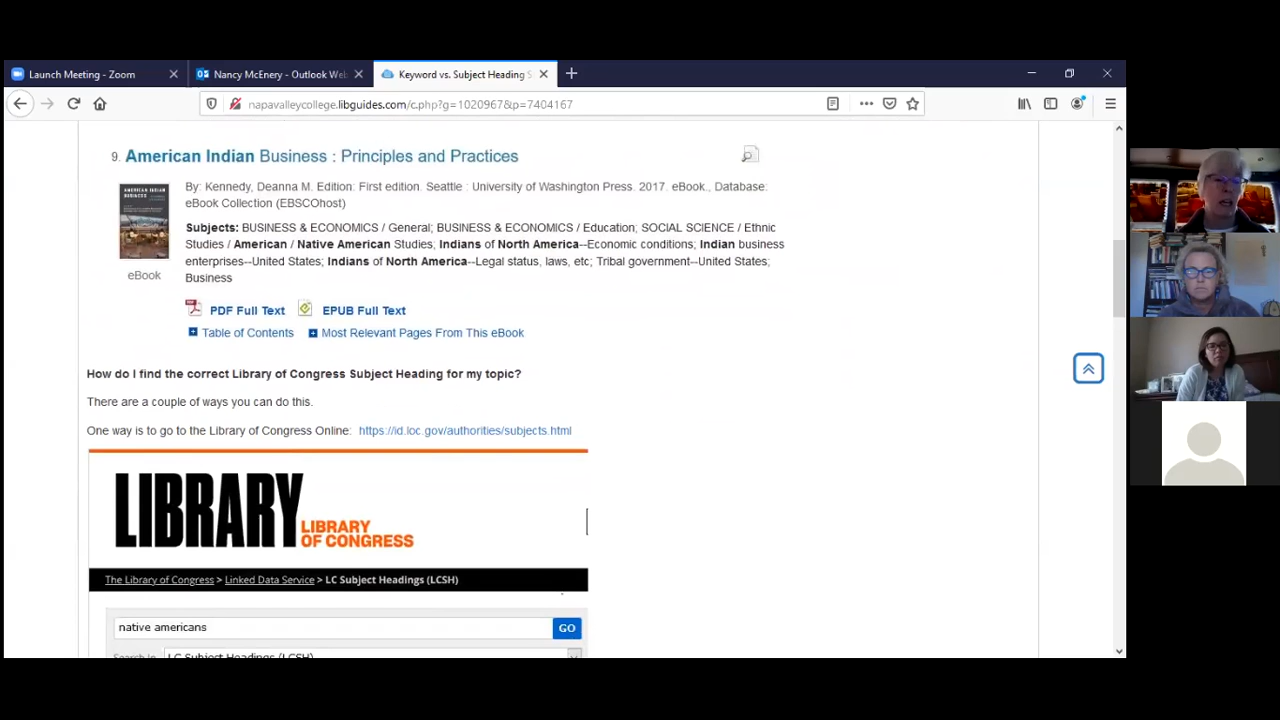 Launch Meeting - Zoom
Nancy McEnery - Outlook Web
Keyword vs. Subject Heading S
napavalleycollege.libguides.com/c.php?g=1020967&p=7404167
9. American Indian Business : Principles and Practices
By: Kennedy, Deanna M. Edition: First edition. Seattle : University of Washington Press. 2017. eBook., Database:
eBook Collection (EBSCOhost)
Subjects: BUSINESS & ECONOMICS / General; BUSINESS & ECONOMICS / Education; SOCIAL SCIENCE / Ethnic
Studies / American / Native American Studies; Indians of North America--Economic conditions; Indian business
enterprises--United States; Indians of North America--Legal status, laws, etc; Tribal government--United States;
Business
eBook
PDF Full Text EPUB Full Text
Table of Contents Most Relevant Pages From This eBook
How do I find the correct Library of Congress Subject Heading for my topic?
There are a couple of ways you can do this.
One way is to go to the Library of Congress Online: https://id.loc.gov/authorities/subjects.html
LIBRARY
LIBRARY
OF CONGRESS
The Library of Congress > Linked Data Service > LC Subject Headings (LCSH)
native americans GO
Search In LC Subject Headings (LCSH)